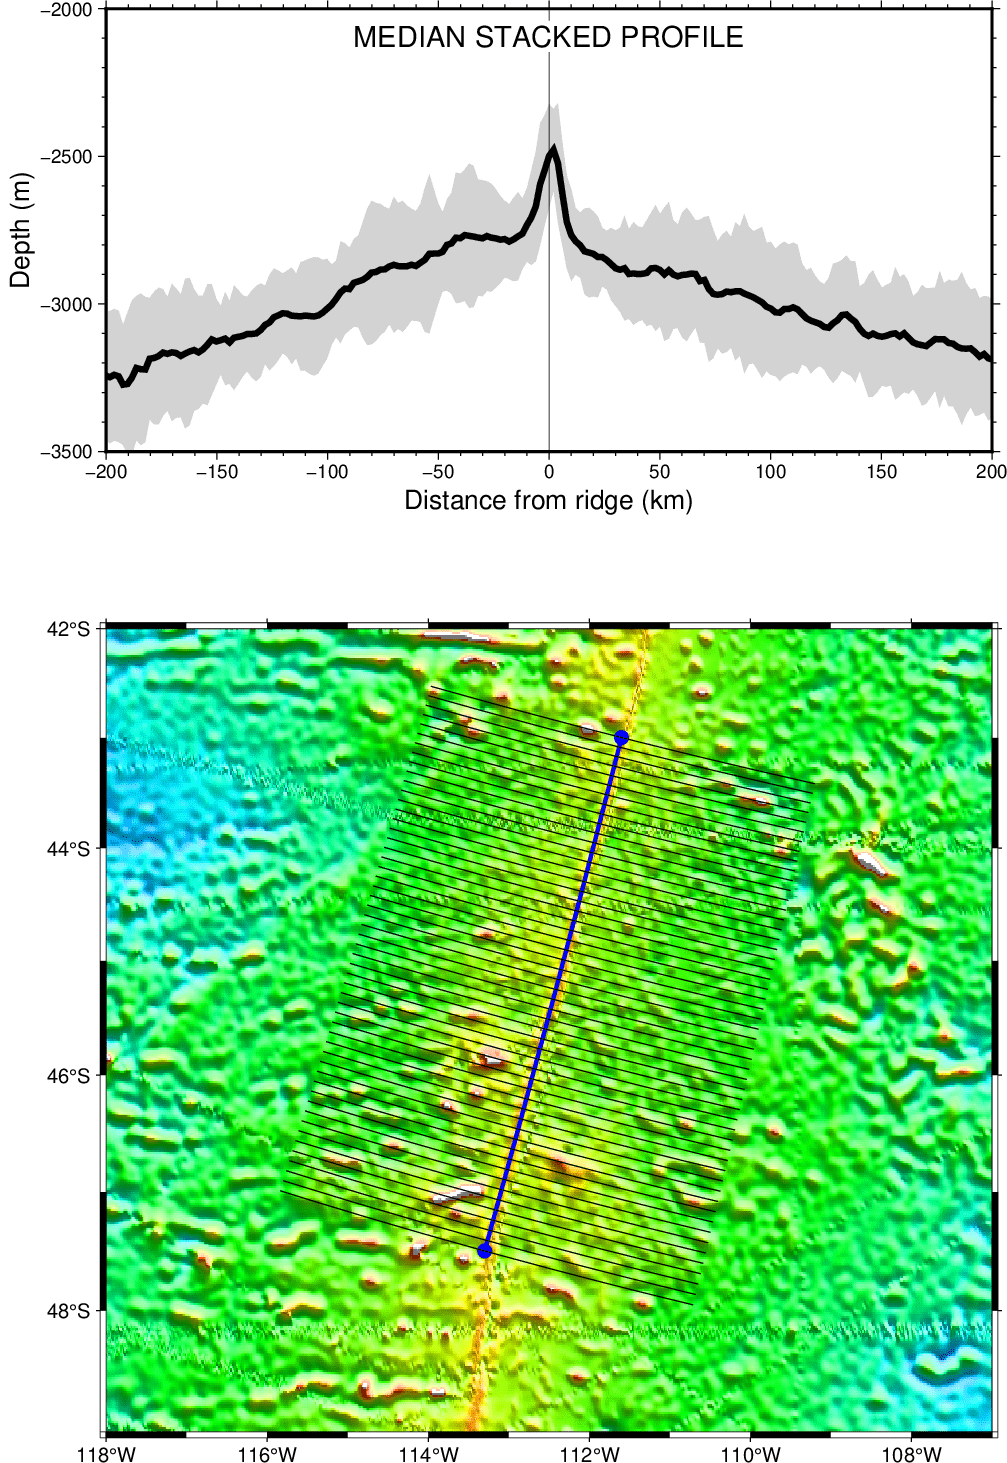 MEDIAN STACKED PROFILE
−2000
−2500
−3000
−3500
Depth (m)
−200 −150 −100 −50 0 50 100 150 200
Distance from ridge (km)
42°S
44°S
46°S
48°S
118°W 116°W 114°W 112°W 110°W 108°W